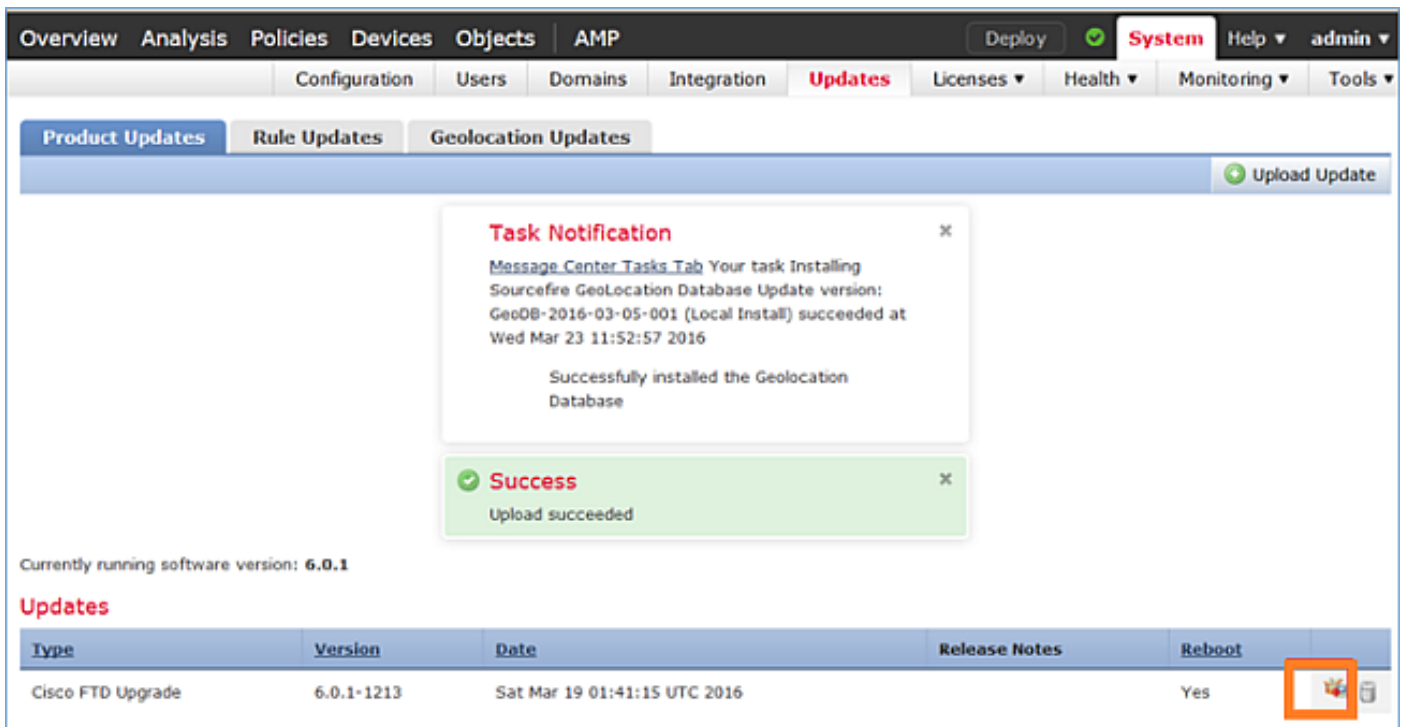 Overview Analysis Policies Devices Objects AMP Deploy System Help ▾ admin ▾
Configuration Users Domains Integration Updates Licenses ▾ Health ▾ Monitoring ▾ Tools ▾
Product Updates Rule Updates Geolocation Updates
Upload Update
Task Notification
Message Center Tasks Tab Your task Installing
Sourcefire GeoLocation Database Update version:
GeoDB-2016-03-05-001 (Local Install) succeeded at
Wed Mar 23 11:52:57 2016
Successfully installed the Geolocation
Database
Success
Upload succeeded
Currently running software version: 6.0.1
Updates
Type Version Date Release Notes Reboot
Cisco FTD Upgrade 6.0.1-1213 Sat Mar 19 01:41:15 UTC 2016 Yes